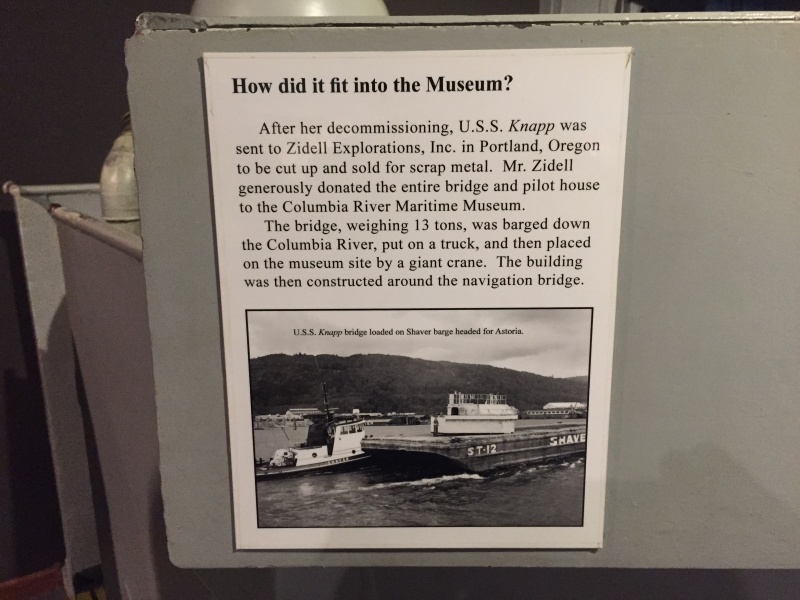 How did it fit into the Museum?
After her decommissioning, U.S.S. Knapp was
sent to Zidell Explorations, Inc. in Portland, Oregon
to be cut up and sold for scrap metal. Mr. Zidell
generously donated the entire bridge and pilot house
to the Columbia River Maritime Museum.
The bridge, weighing 13 tons, was barged down
the Columbia River, put on a truck, and then placed
on the museum site by a giant crane. The building
was then constructed around the navigation bridge.
U.S.S. Knapp bridge loaded on Shaver barge headed for Astoria.
ST-12
SHAVE